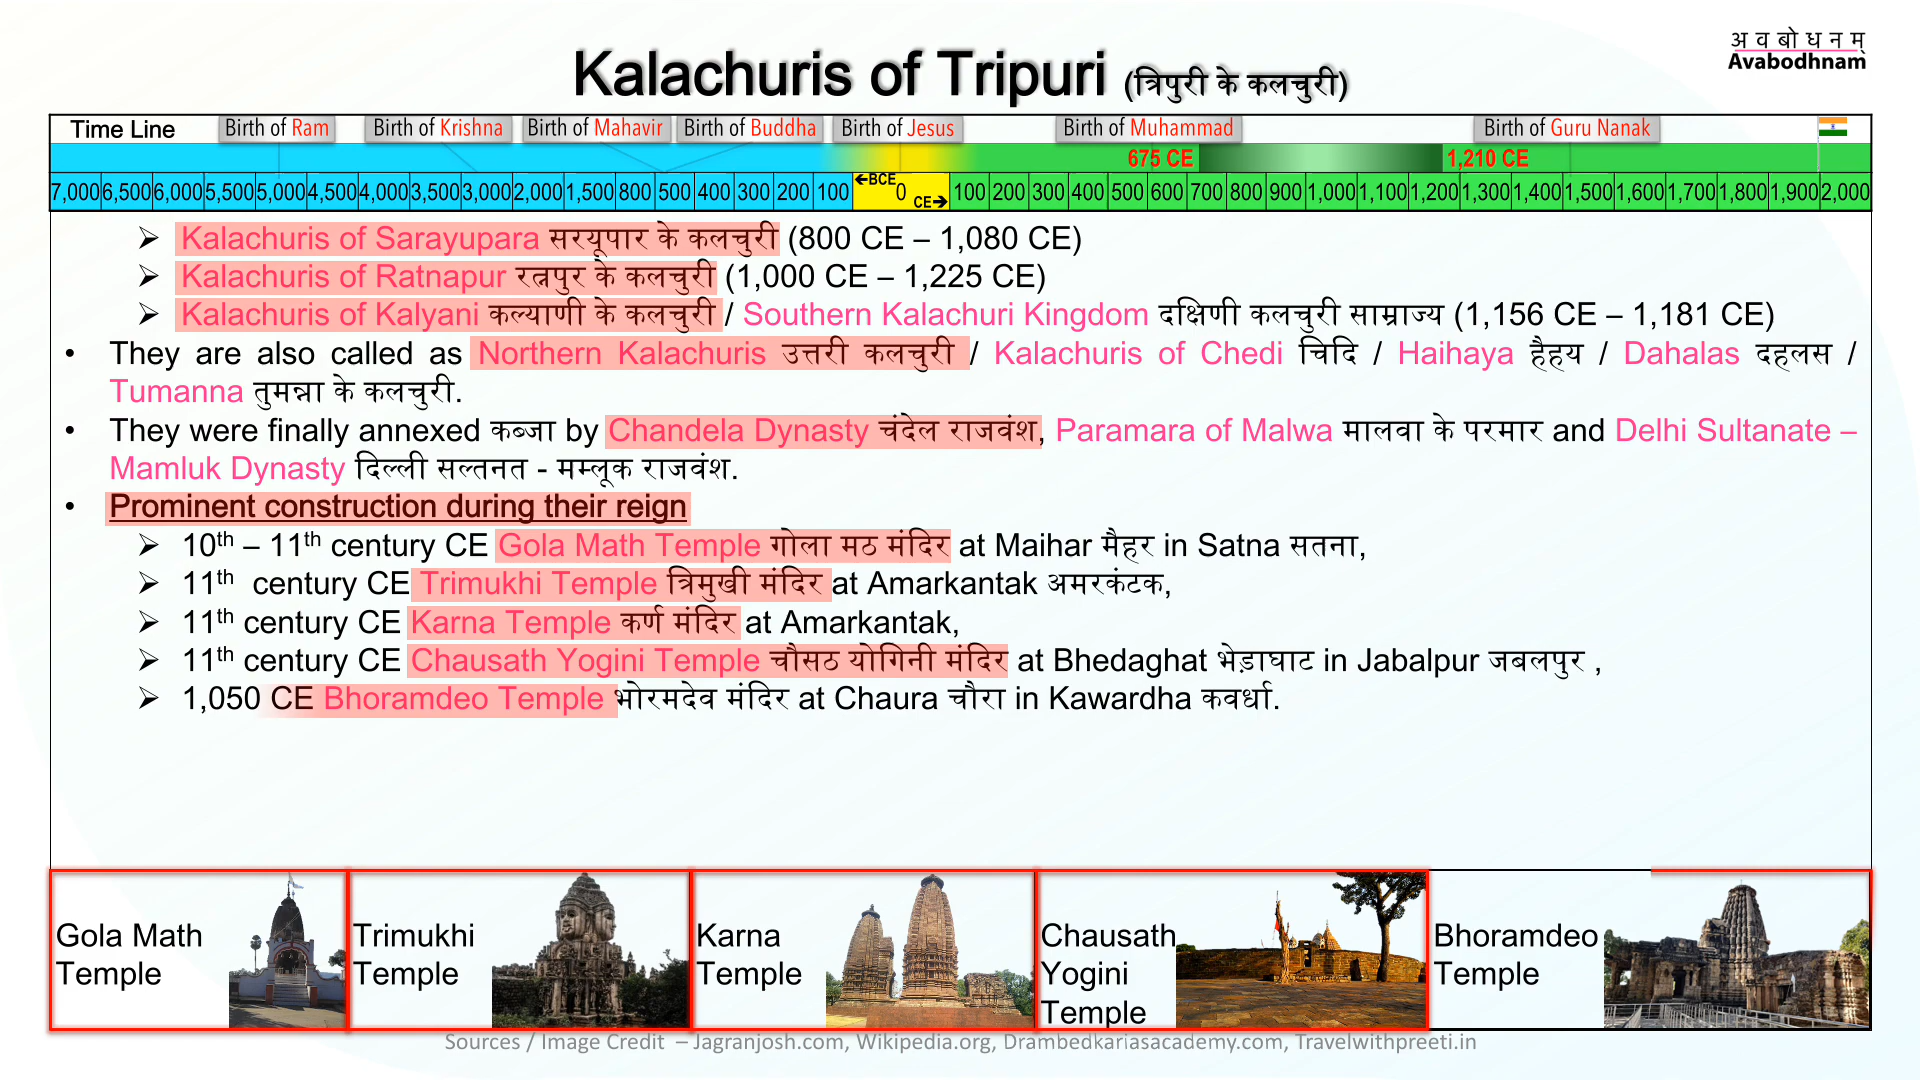 अ व बो ध न म्
Avabodhnam
Kalachuris of Tripuri (त्रिपुरी के कलचुरी)
Time Line Birth of Ram Birth of Krishna Birth of Mahavir Birth of Buddha Birth of Jesus Birth of Muhammad Birth of Guru Nanak
675 CE 1,210 CE
7,000 6,500 6,000 5,500 5,000 4,500 4,000 3,500 3,000 2,000 1,500 800 500 400 300 200 100 ←BCE 0 CE→ 100 200 300 400 500 600 700 800 900 1,000 1,100 1,200 1,300 1,400 1,500 1,600 1,700 1,800 1,900 2,000
➢ Kalachuris of Sarayupara सरयूपार के कलचुरी (800 CE – 1,080 CE)
➢ Kalachuris of Ratnapur रत्नपुर के कलचुरी (1,000 CE – 1,225 CE)
➢ Kalachuris of Kalyani कल्याणी के कलचुरी / Southern Kalachuri Kingdom दक्षिणी कलचुरी साम्राज्य (1,156 CE – 1,181 CE)
• They are also called as Northern Kalachuris उत्तरी कलचुरी / Kalachuris of Chedi चिदि / Haihaya हैहय / Dahalas दहलस /
Tumanna तुमन्ना के कलचुरी.
• They were finally annexed कब्जा by Chandela Dynasty चंदेल राजवंश, Paramara of Malwa मालवा के परमार and Delhi Sultanate –
Mamluk Dynasty दिल्ली सल्तनत - मम्लूक राजवंश.
• Prominent construction during their reign
➢ 10th – 11th century CE Gola Math Temple गोला मठ मंदिर at Maihar मैहर in Satna सतना,
➢ 11th century CE Trimukhi Temple त्रिमुखी मंदिर at Amarkantak अमरकंटक,
➢ 11th century CE Karna Temple कर्ण मंदिर at Amarkantak,
➢ 11th century CE Chausath Yogini Temple चौसठ योगिनी मंदिर at Bhedaghat भेड़ाघाट in Jabalpur जबलपुर ,
➢ 1,050 CE Bhoramdeo Temple भोरमदेव मंदिर at Chaura चौरा in Kawardha कवर्धा.
Gola Math
Temple
Trimukhi
Temple
Karna
Temple
Chausath
Yogini
Temple
Bhoramdeo
Temple
Sources / Image Credit – Jagranjosh.com, Wikipedia.org, Drambedkariasacademy.com, Travelwithpreeti.in